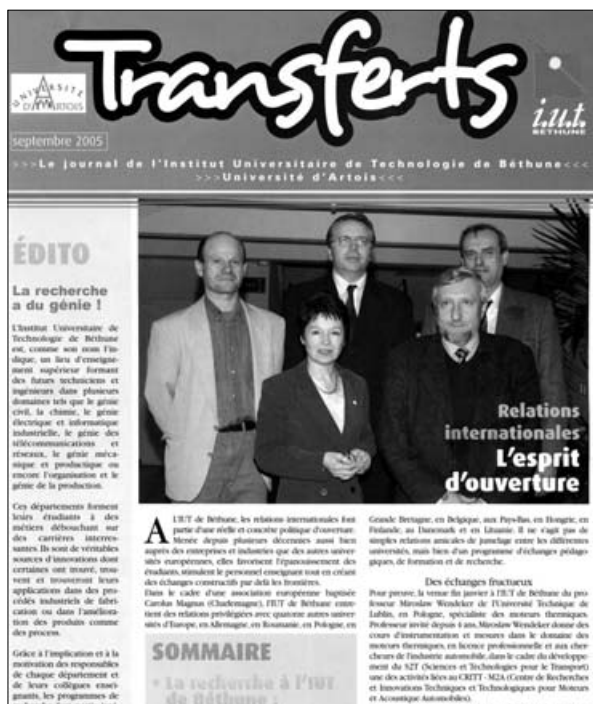 Transferts
UNIVERSITÉ
D'ARTOIS
i.u.t.
BÉTHUNE
septembre 2005
>>>Le journal de l'Institut Universitaire de Technologie de Béthune<<<
>>>Université d'Artois<<<
ÉDITO
La recherche
a du génie !
L'Institut Universitaire de
Technologie de Béthune
est, comme son nom l'in-
dique, un lieu d'enseigne-
ment supérieur formant
des futurs techniciens et
ingénieurs dans plusieurs
domaines tels que le génie
civil, la chimie, le génie
électrique et informatique
industrielle, le génie des
télécommunications et
réseaux, le génie méca-
nique et productique ou
encore l'organisation et le
génie de la production.
Ces départements forment
leurs étudiants à des
métiers débouchant sur
des carrières interres-
santes. Ils sont de véritables
sources d'innovations dont
certaines ont trouvé, trou-
vent et trouveront leurs
applications dans des pro-
cédés industriels de fabri-
cation ou dans l'améliora-
tion des produits comme
des process.
Grâce à l'implication et à la
motivation des responsables
de chaque département et
de leurs collègues ensei-
gnants, les programmes de
Relations
internationales
L'esprit
d'ouverture
A L'IUT de Béthune, les relations internationales font
partie d'une réelle et concrète politique d'ouverture.
Menée depuis plusieurs décennies aussi bien
auprès des entreprises et industries que des autres univer-
sités européennes, elles favorisent l'épanouissement des
étudiants, stimulent le personnel enseignant tout en créant
des échanges constructifs par delà les frontières.
Dans le cadre d'une association européenne baptisée
Carolus Magnus (Charlemagne), l'IUT de Béthune entre-
tient des relations privilégiées avec quatorze autres univer-
sités d'Europe, en Allemagne, en Roumanie, en Pologne, en
SOMMAIRE
• La recherche à l'IUT
de Béthune :
Grande Bretagne, en Belgique, aux Pays-Bas, en Hongrie, en
Finlande, au Danemark et en Lituanie. Il ne s'agit pas de
simples relations amicales de jumelage entre les différentes
universités, mais bien d'un programme d'échanges pédago-
giques, de formation et de recherche.
Des échanges fructueux
Pour preuve, la venue fin janvier à l'IUT de Béthune du pro-
fesseur Miroslaw Wendeker de l'Université Technique de
Lublin, en Pologne, spécialiste des moteurs thermiques.
Professeur invité depuis 4 ans, Miroslaw Wendeker donne des
cours d'instrumentation et mesures dans le domaine des
moteurs thermiques, en licence professionnelle et aux cher-
cheurs de l'industrie automobile, dans le cadre du développe-
ment du S2T (Sciences et Technologies pour le Transport)
une des activités liées au CRITT - M2A (Centre de Recherches
et Innovations Techniques et Technologiques pour Moteurs
et Acoustique Automobiles).